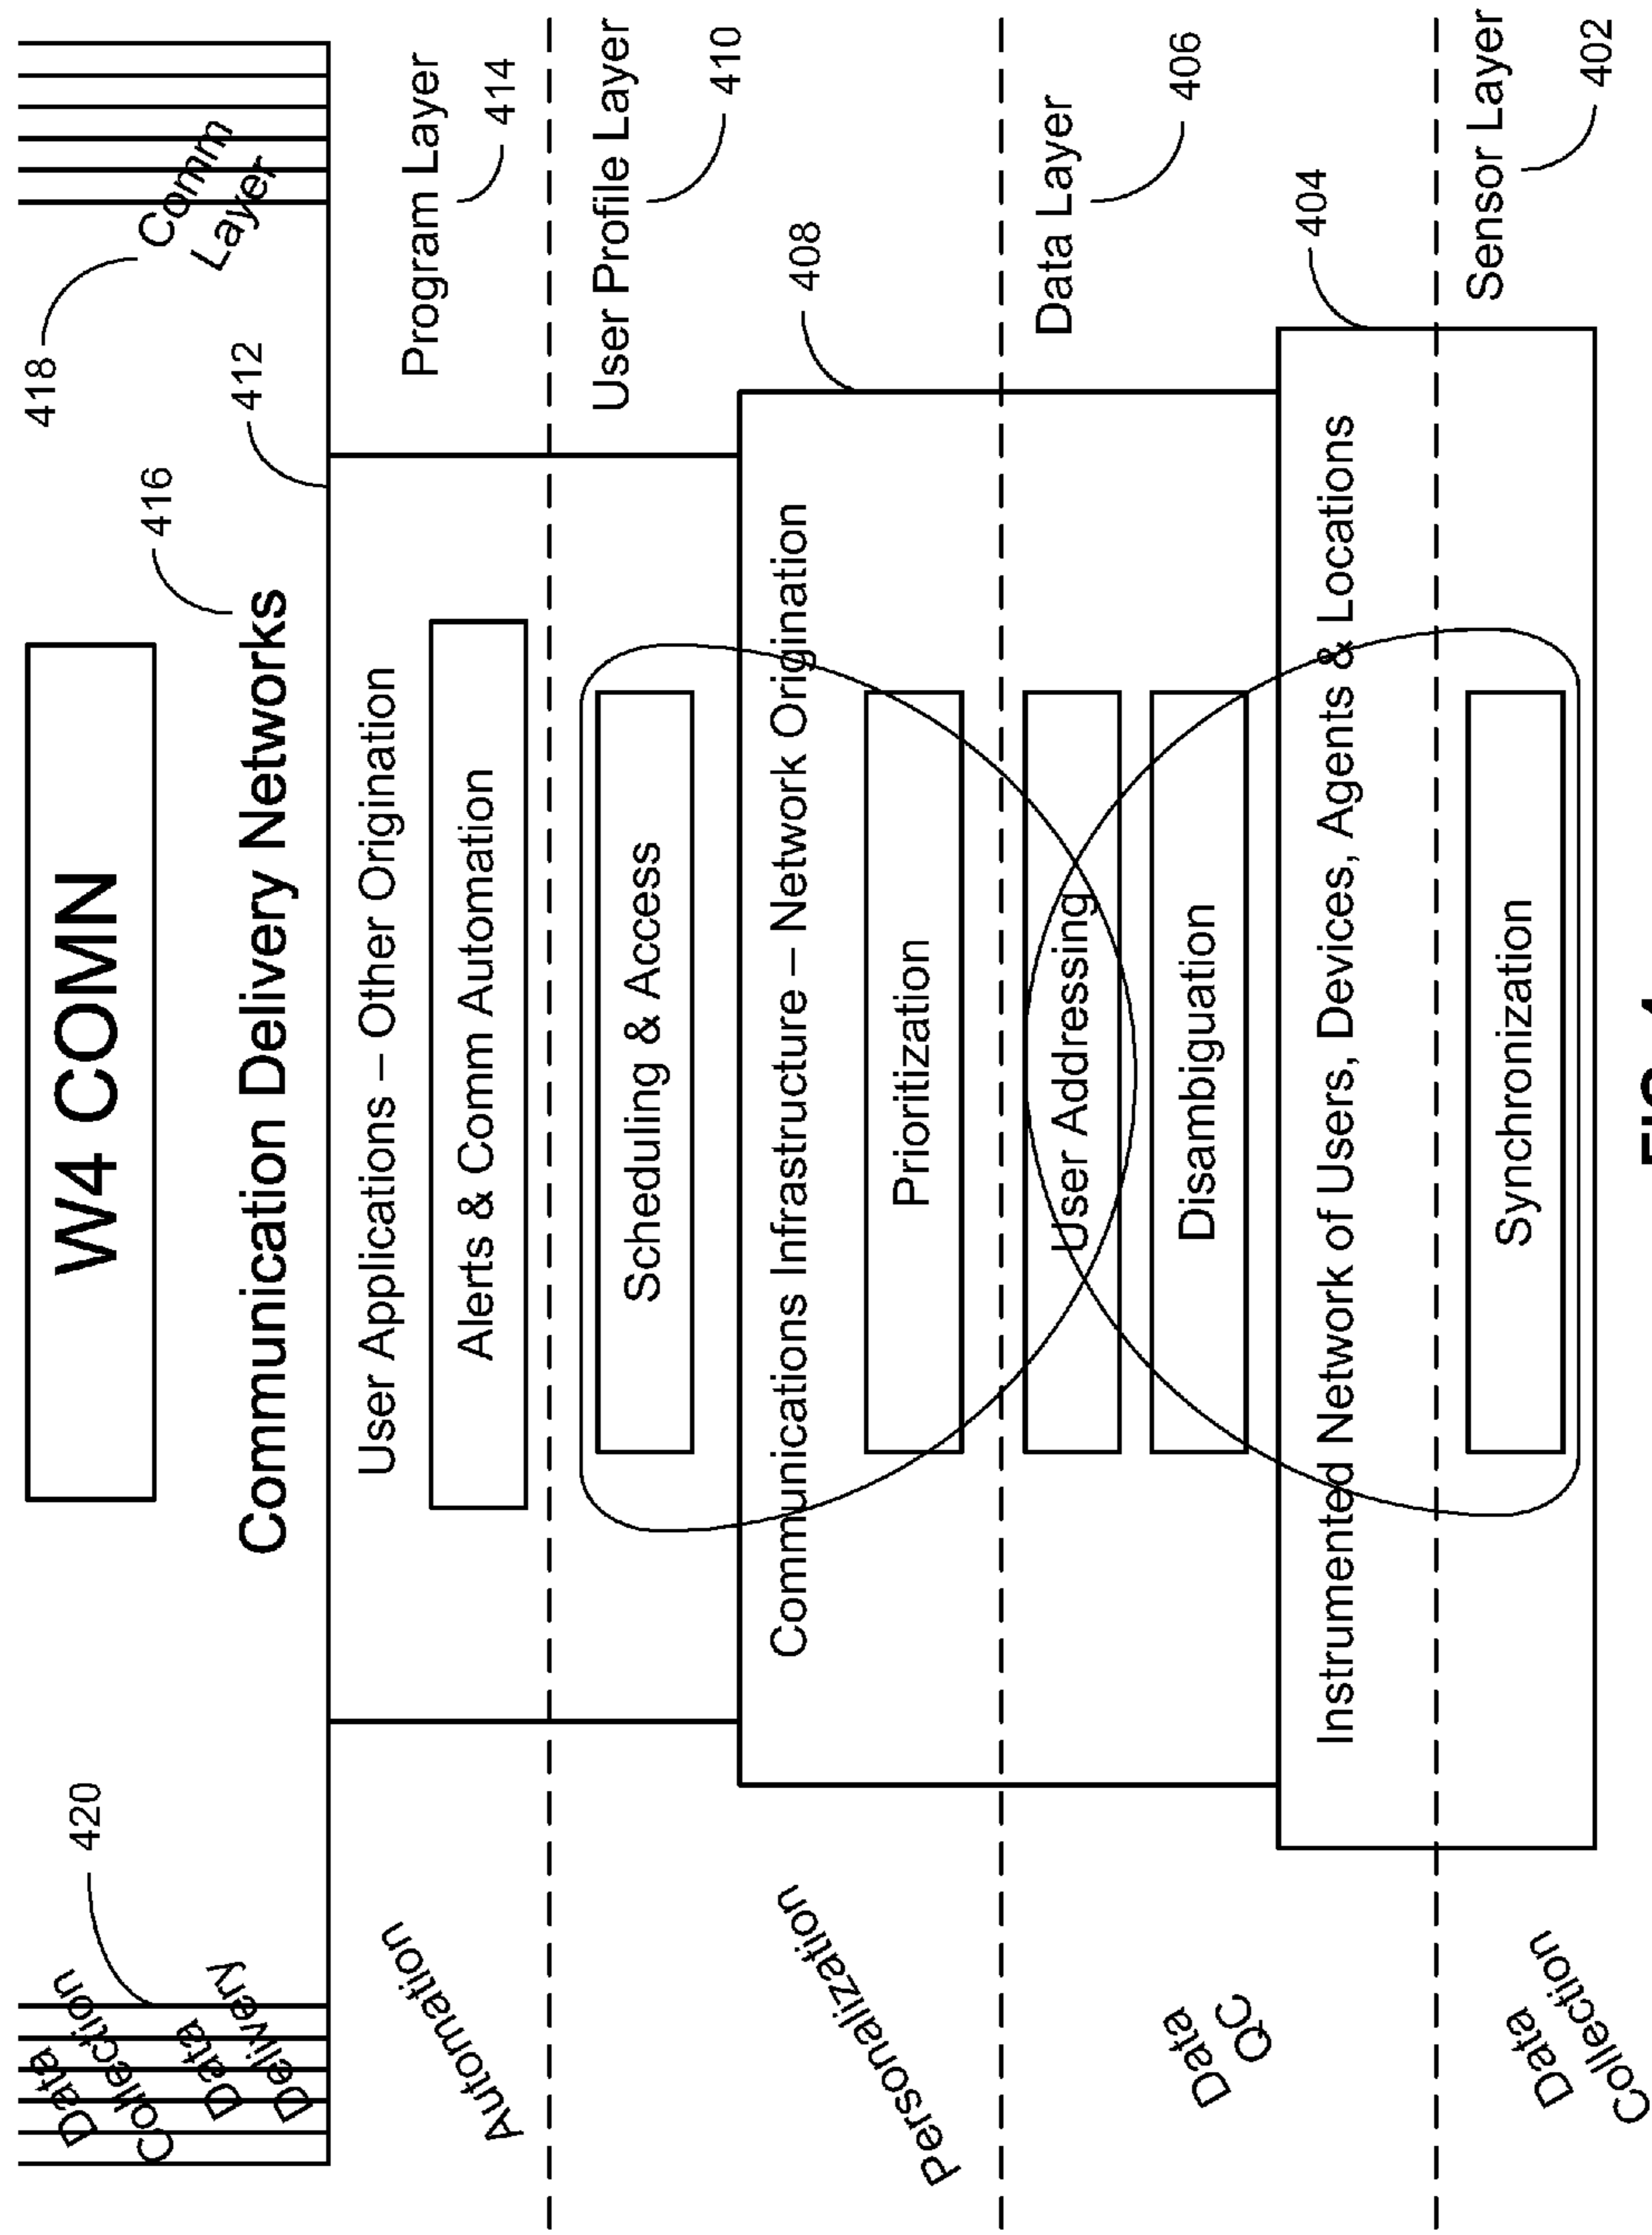 W4 COMN
420
Data
Collection
Data
Delivery
Communication Delivery Networks
416
418
Comm
Layer
412
User Applications – Other Origination
Alerts & Comm Automation
Automation
Program Layer
414
Scheduling & Access
User Profile Layer
410
Communications Infrastructure – Network Origination
408
Personalization
Prioritization
User Addressing
Data Layer
406
Disambiguation
Data
QC
Instrumented Network of Users, Devices, Agents & Locations
404
Synchronization
Sensor Layer
402
Data
Collection